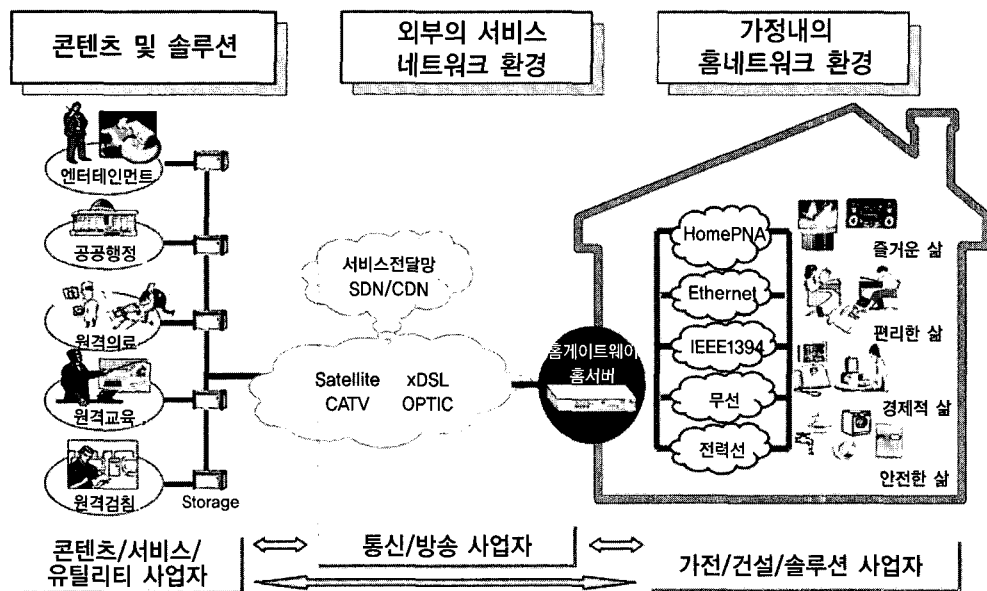 콘텐츠 및 솔루션
외부의 서비스
네트워크 환경
가정내의
홈네트워크 환경
엔터테인먼트
공공행정
원격의료
원격교육
원격검침
Storage
서비스전달망
SDN/CDN
Satellite xDSL
CATV OPTIC
홈게이트웨이
홈서버
HomePNA
Ethernet
IEEE1394
무선
전력선
즐거운 삶
편리한 삶
경제적 삶
안전한 삶
콘텐츠/서비스/
유틸리티 사업자
통신/방송 사업자
가전/건설/솔루션 사업자